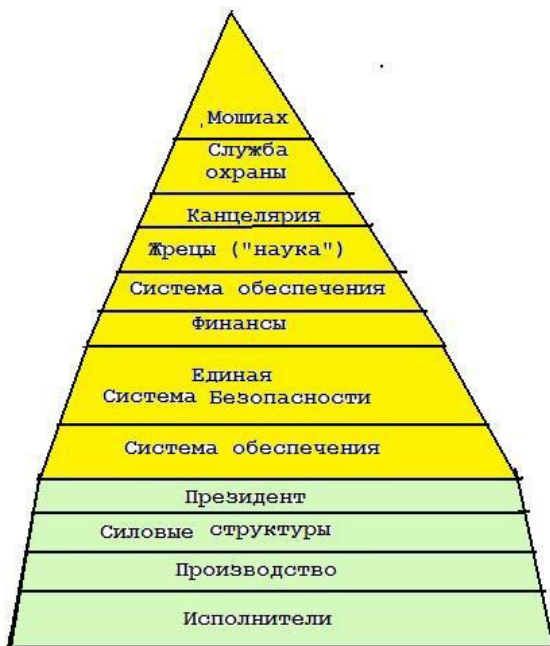 Мошиах
Служба
охраны
Канцелярия
Жрецы ("наука")
Система обеспечения
Финансы
Единая
Система Безопасности
Система обеспечения
Президент
Силовые структуры
Производство
Исполнители